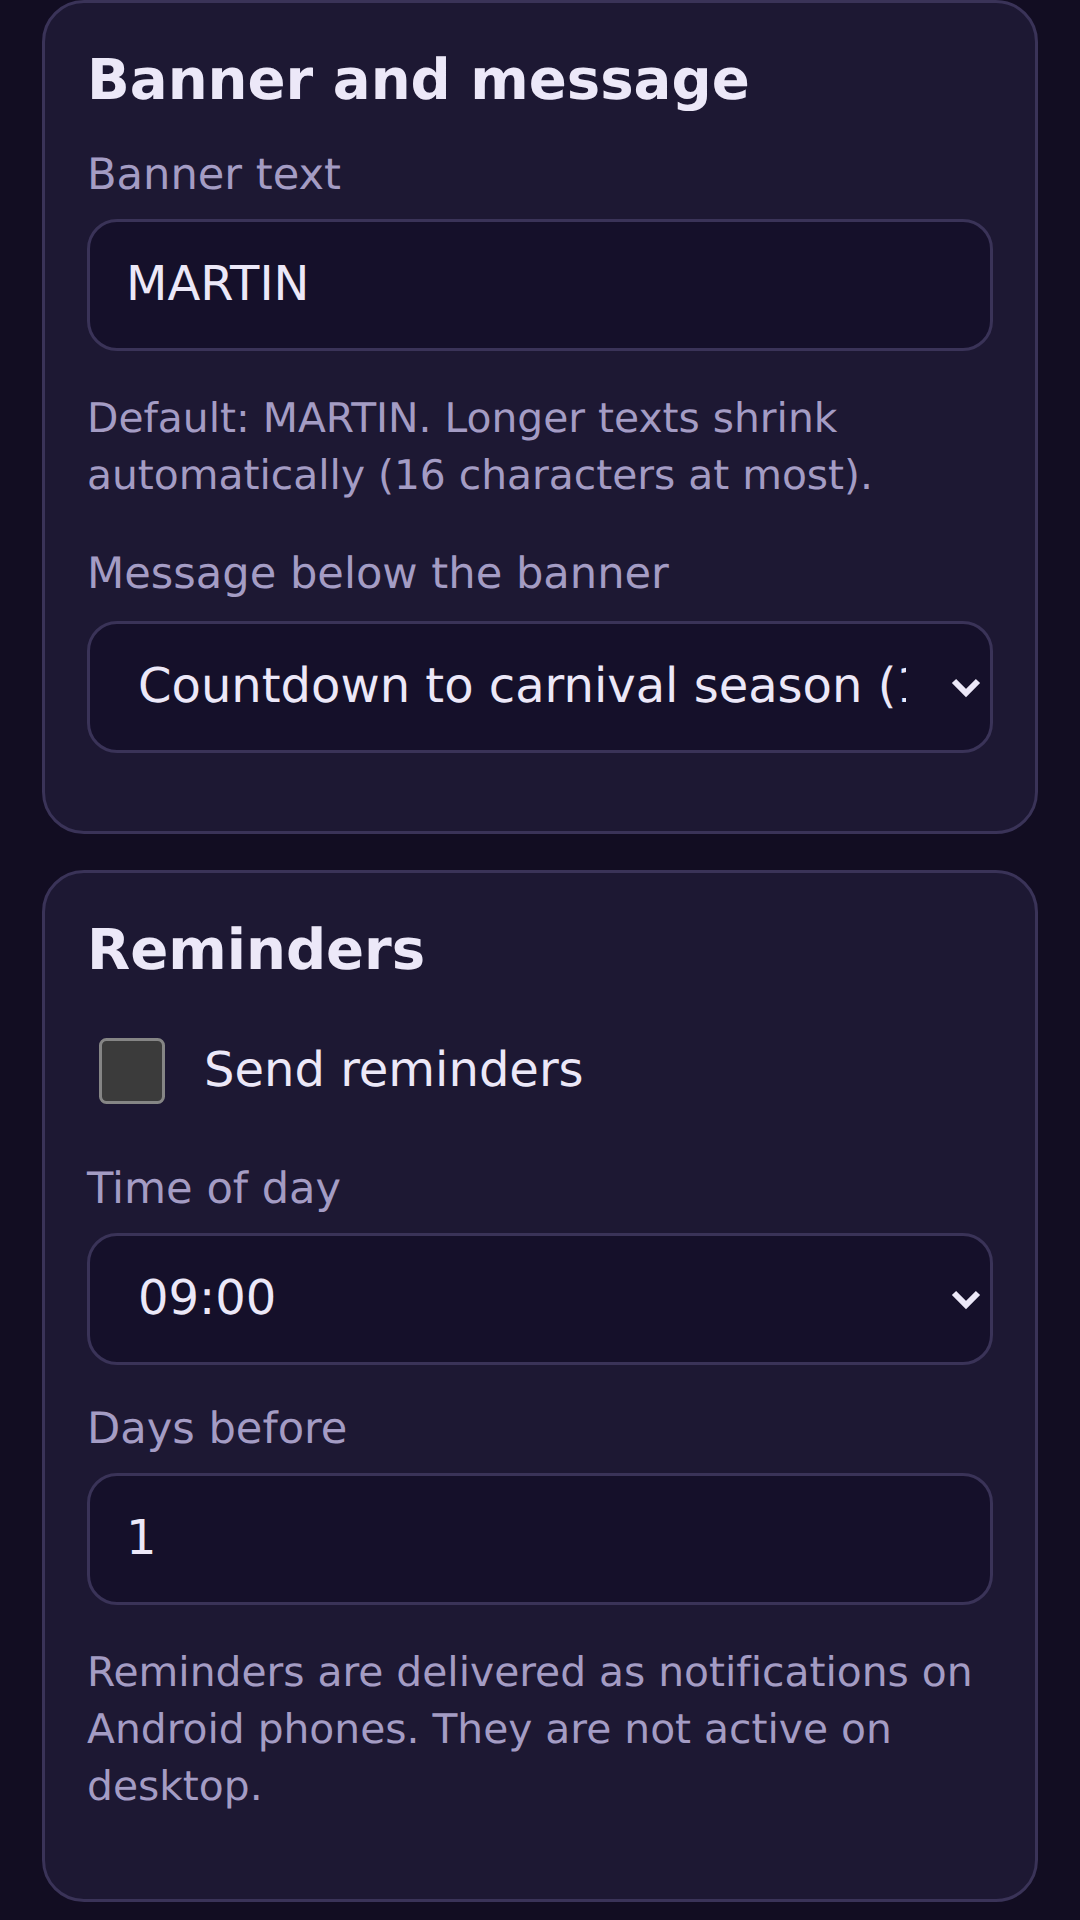 Banner and message
Banner text
MARTIN
Default: MARTIN. Longer texts shrink
automatically (16 characters at most).
Message below the banner
Countdown to carnival season (
Reminders
Send reminders
Time of day
09:00
Days before
1
Reminders are delivered as notifications on
Android phones. They are not active on
desktop.